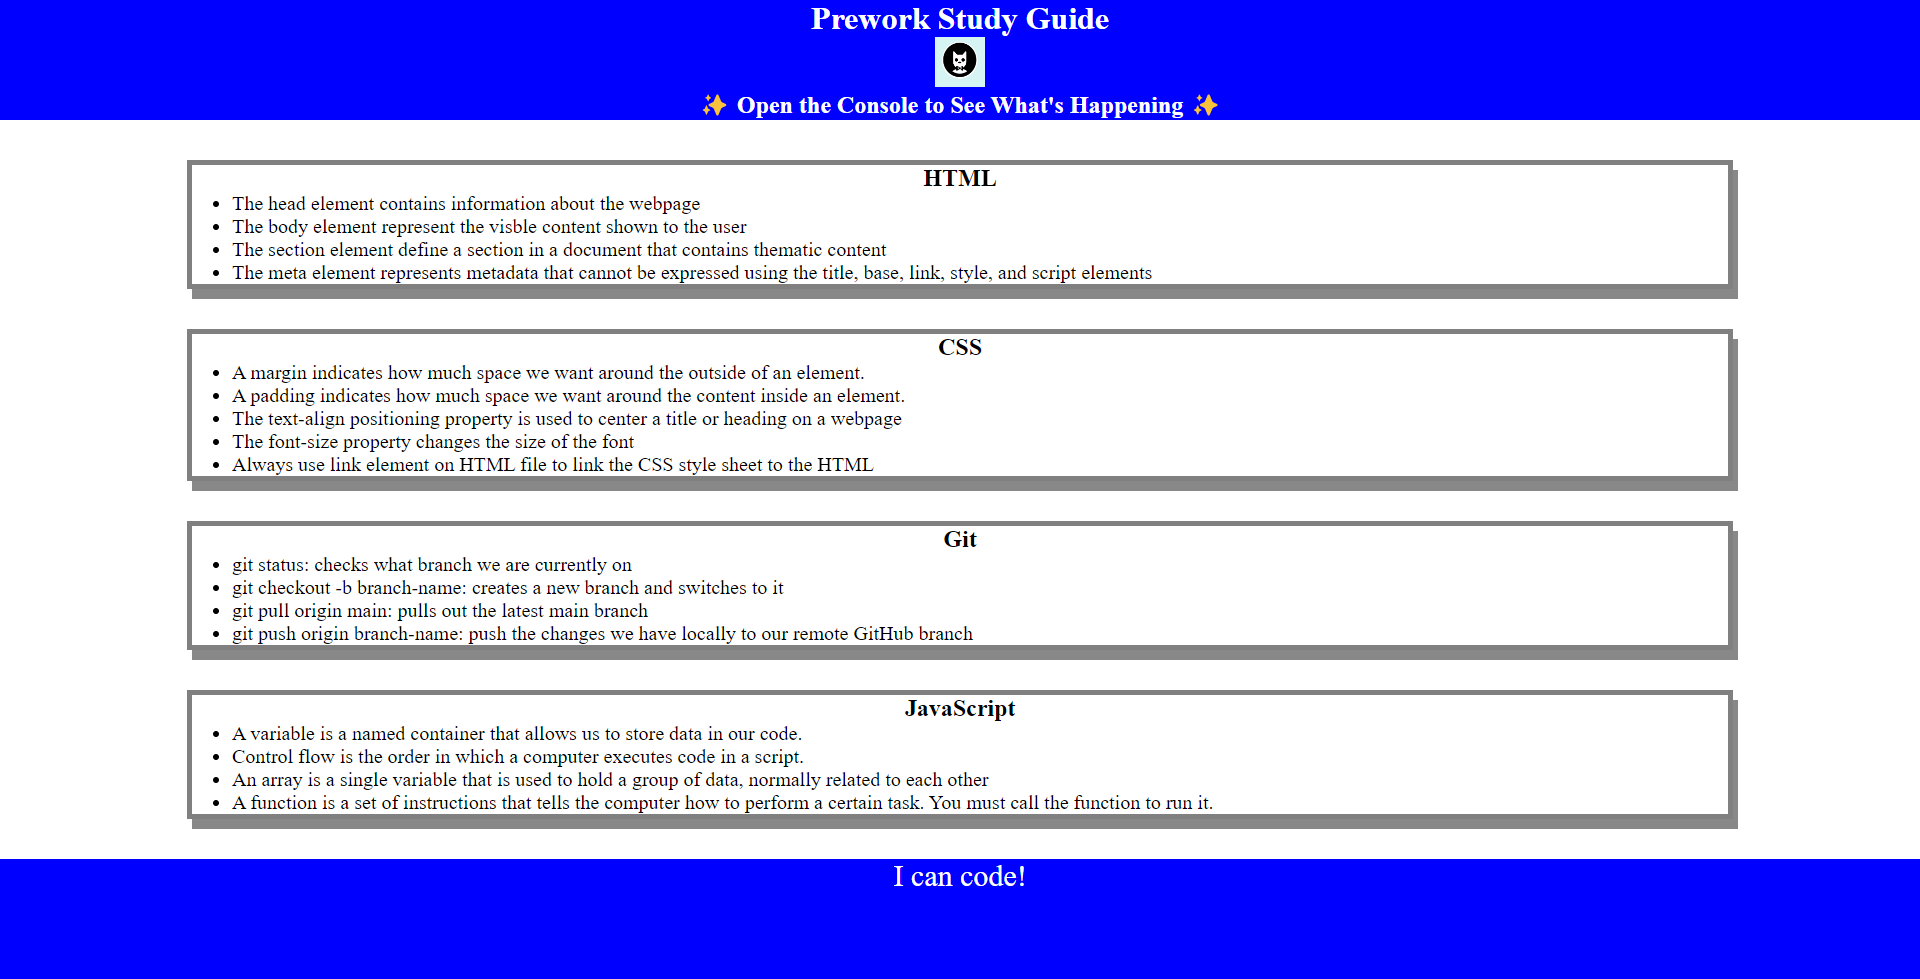 Prework Study Guide
✨ Open the Console to See What's Happening ✨
HTML
• The head element contains information about the webpage
• The body element represent the visble content shown to the user
• The section element define a section in a document that contains thematic content
• The meta element represents metadata that cannot be expressed using the title, base, link, style, and script elements
CSS
• A margin indicates how much space we want around the outside of an element.
• A padding indicates how much space we want around the content inside an element.
• The text-align positioning property is used to center a title or heading on a webpage
• The font-size property changes the size of the font
• Always use link element on HTML file to link the CSS style sheet to the HTML
Git
• git status: checks what branch we are currently on
• git checkout -b branch-name: creates a new branch and switches to it
• git pull origin main: pulls out the latest main branch
• git push origin branch-name: push the changes we have locally to our remote GitHub branch
JavaScript
• A variable is a named container that allows us to store data in our code.
• Control flow is the order in which a computer executes code in a script.
• An array is a single variable that is used to hold a group of data, normally related to each other
• A function is a set of instructions that tells the computer how to perform a certain task. You must call the function to run it.
I can code!